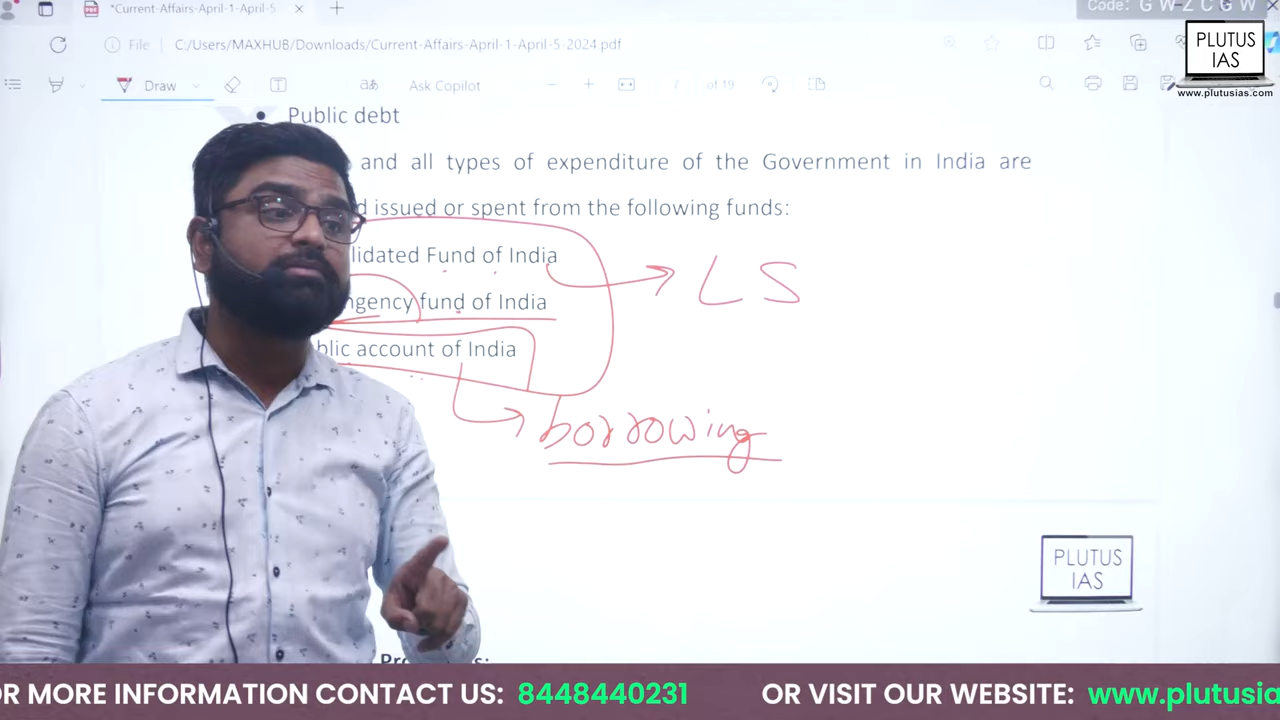 *Current-Affairs-April-1-April-5
Code: G W-Z C G W
File C:/Users/MAXHUB/Downloads/Current-Affairs-April-1-April-5-2024.pdf
PLUTUS
IAS
www.plutusias.com
Draw
Ask Copilot
7 of 19
• Public debt
and all types of expenditure of the Government in India are
d issued or spent from the following funds:
lidated Fund of India
LS
ngency fund of India
blic account of India
borrowing
PLUTUS
IAS
OR MORE INFORMATION CONTACT US: 8448440231 OR VISIT OUR WEBSITE: www.plutusia